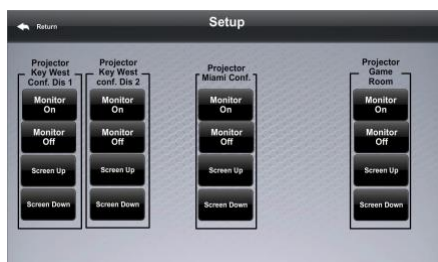 Return
Setup
Projector
Key West
Conf. Dis 1
Monitor
On
Monitor
Off
Screen Up
Screen Down
Projector
Key West
conf. Dis 2
Monitor
On
Monitor
Off
Screen Up
Screen Down
Projector
Miami Conf.
Monitor
On
Monitor
Off
Screen Up
Screen Down
Projector
Game
Room
Monitor
On
Monitor
Off
Screen Up
Screen Down